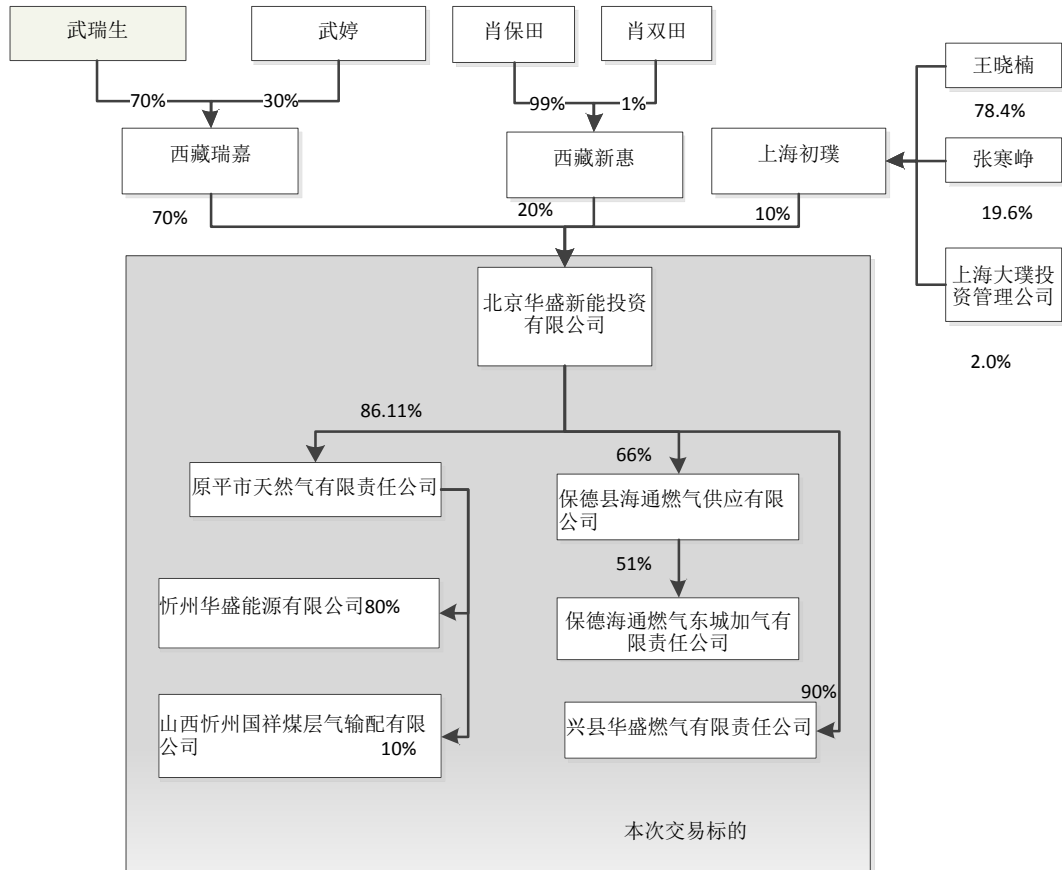 武瑞生
武婷
肖保田
肖双田
王晓楠
70%
30%
99%
1%
78.4%
西藏瑞嘉
西藏新惠
上海初璞
张寒峥
70%
20%
10%
19.6%
上海大璞投
资管理公司
2.0%
北京华盛新能投资
有限公司
86.11%
66%
原平市天然气有限责任公司
保德县海通燃气供应有限
公司
51%
忻州华盛能源有限公司80%
保德海通燃气东城加气有
限责任公司
90%
山西忻州国祥煤层气输配有限
公司 10%
兴县华盛燃气有限责任公司
本次交易标的